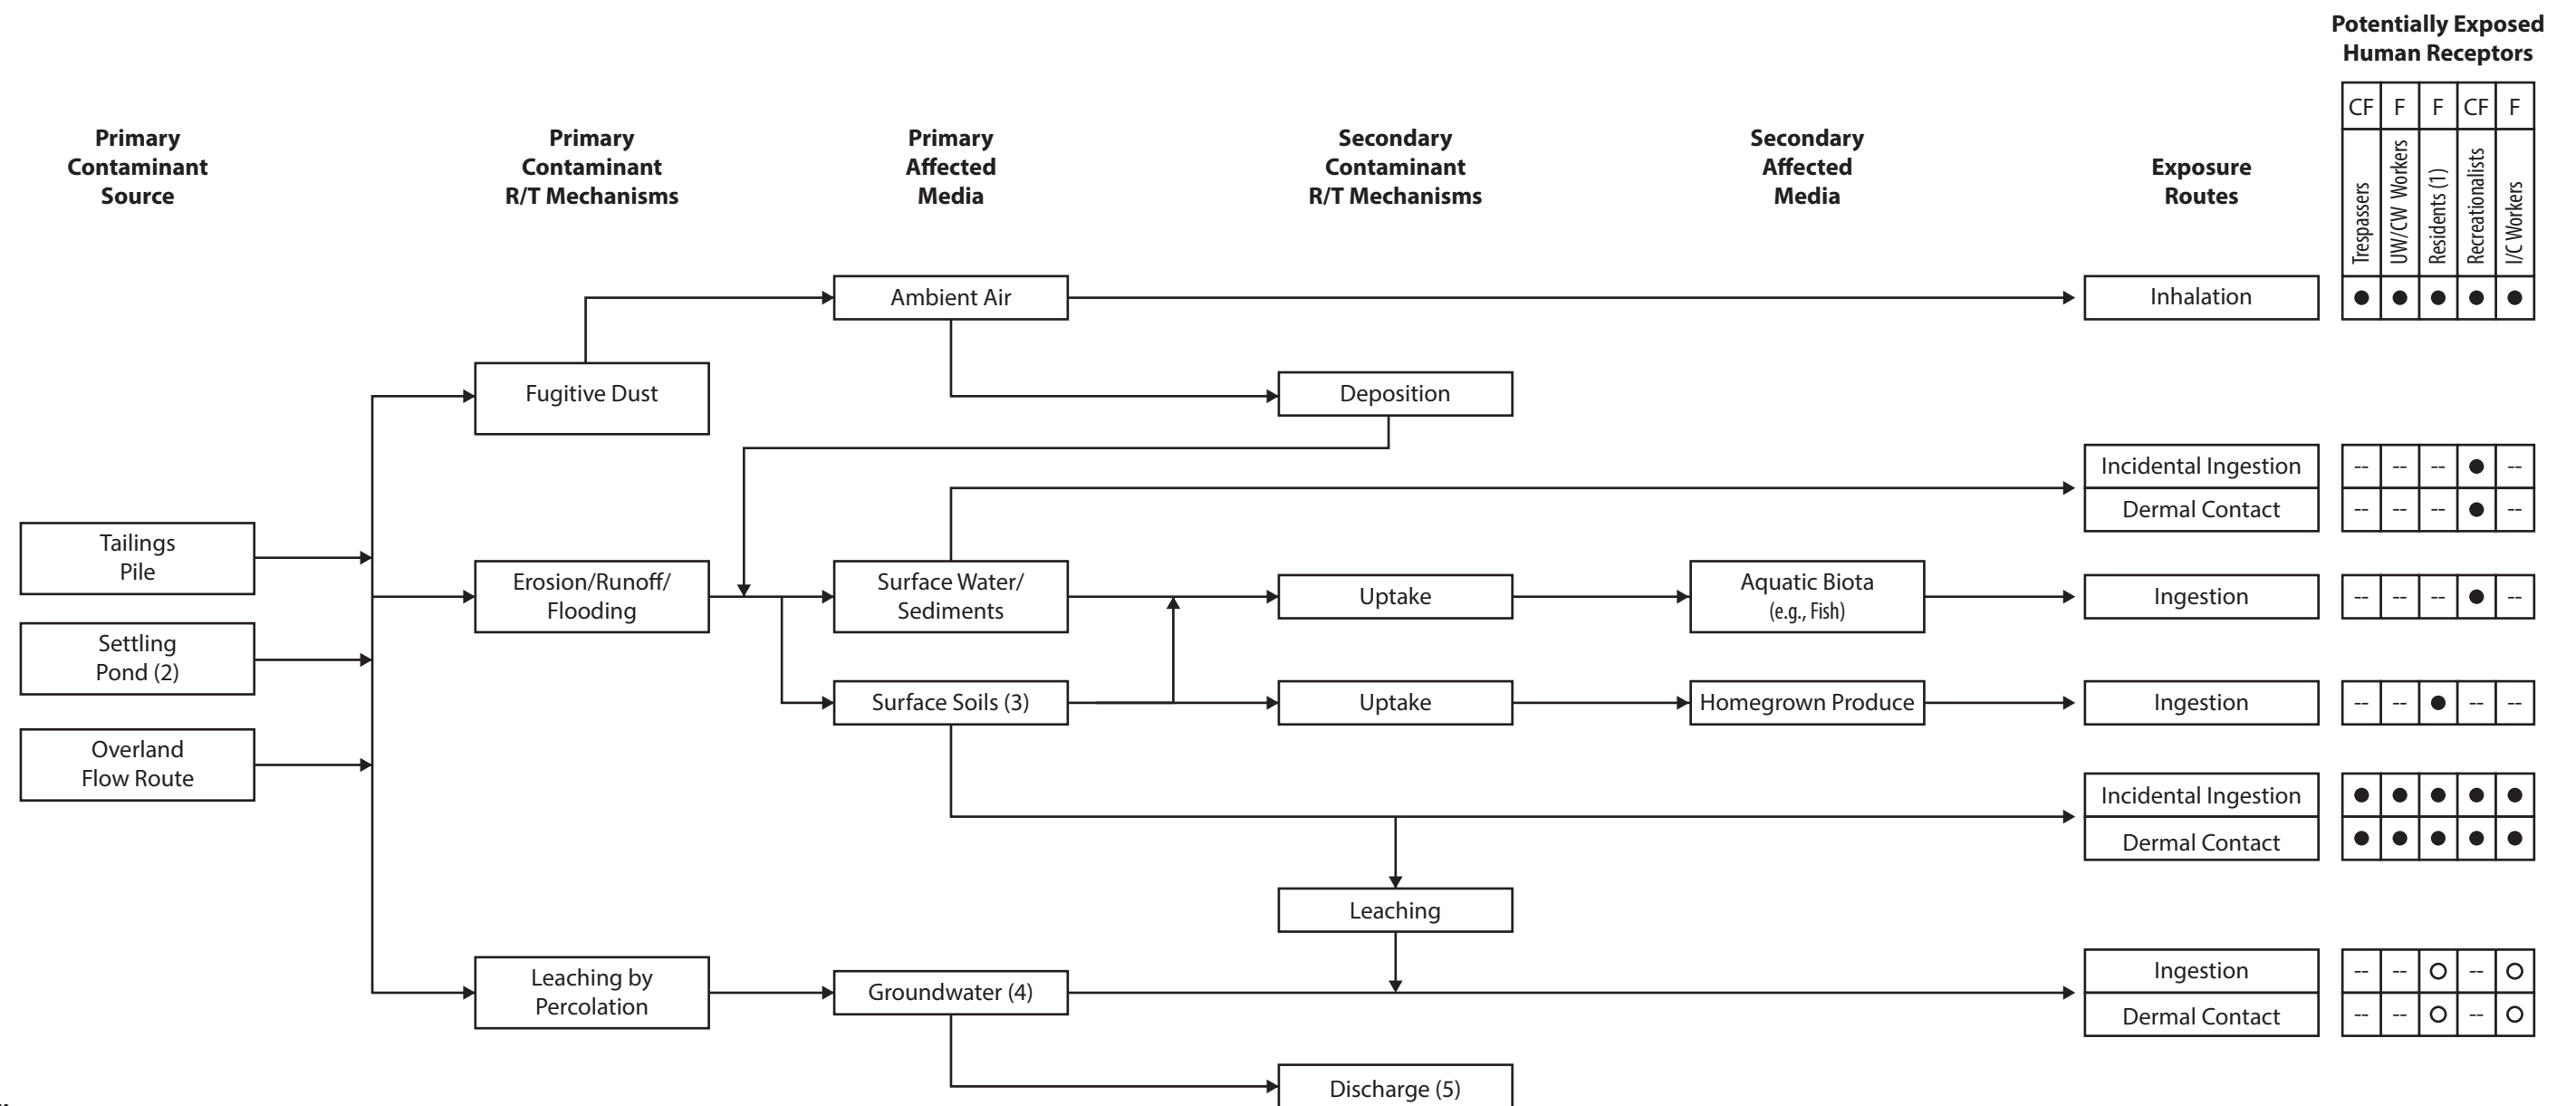 Potentially Exposed
Human Receptors
CF F F CF F
Primary
Contaminant
Source
Primary
Contaminant
R/T Mechanisms
Primary
Affected
Media
Secondary
Contaminant
R/T Mechanisms
Secondary
Affected
Media
Exposure
Routes
Trespassers
UW/CW Workers
Residents (1)
Recreationalists
I/C Workers
Ambient Air
Inhalation
● ● ● ● ●
Fugitive Dust
Deposition
Incidental Ingestion
-- -- -- ● --
Dermal Contact
-- -- -- ● --
Tailings
Pile
Erosion/Runoff/
Flooding
Surface Water/
Sediments
Uptake
Aquatic Biota
(e.g., Fish)
Ingestion
-- -- -- ● --
Settling
Pond (2)
Surface Soils (3)
Uptake
Homegrown Produce
Ingestion
-- -- ● -- --
Overland
Flow Route
Incidental Ingestion
● ● ● ● ●
Dermal Contact
● ● ● ● ●
Leaching
Leaching by
Percolation
Groundwater (4)
Ingestion
-- -- ○ -- ○
Dermal Contact
-- -- ○ -- ○
Discharge (5)